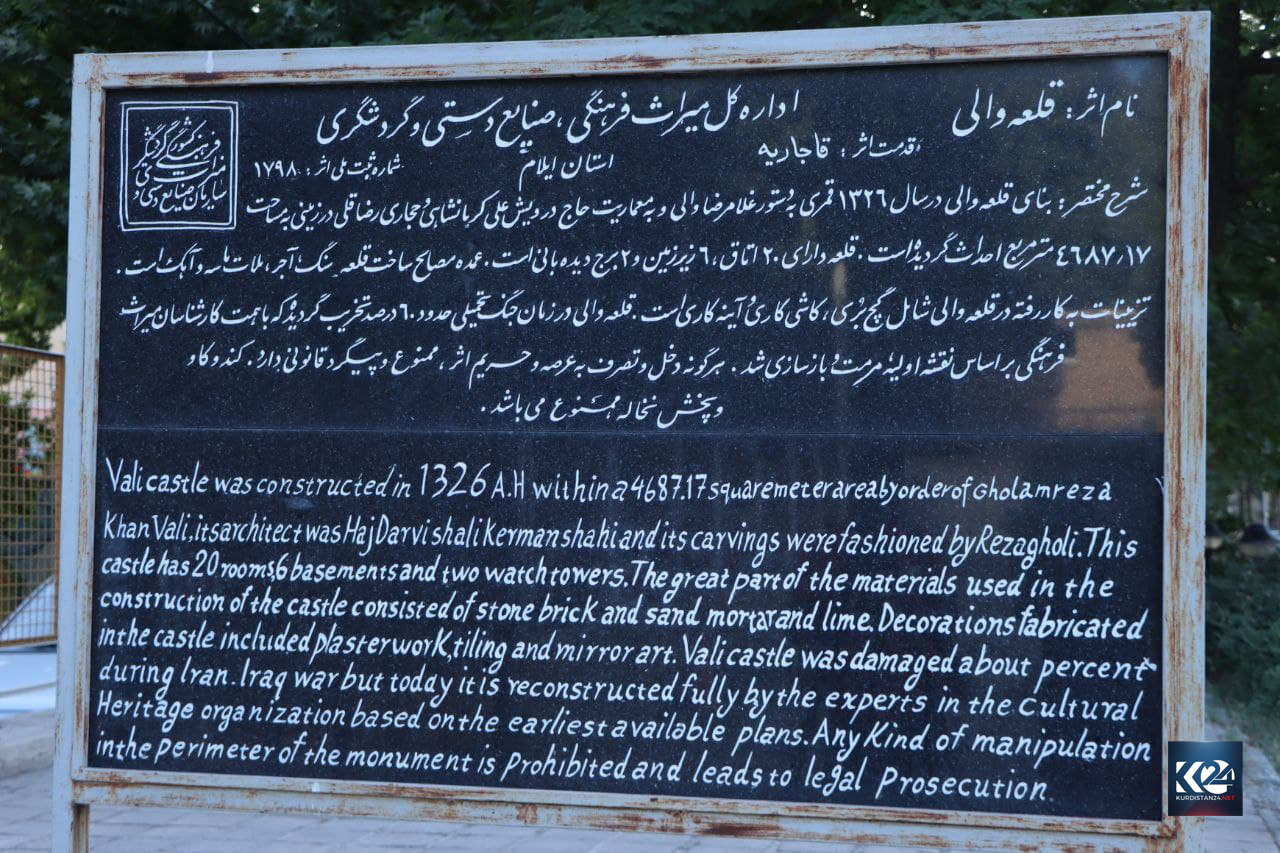 نام اثر: قلعه والی
اداره کل میراث فرهنگی، صنایع دستی و گردشگری
قدمت اثر: قاجاریه
استان ایلام
شماره ثبت ملی اثر: ۱۷۹۸
شرح مختصر: بنای قلعه والی در سال ۱۳۲۶ قمری به دستور غلامرضا والی و به معماریت حاج درویش علی کرمانشاهی و حجاری رضا قلی در زمینی به مساحت
۴۶۸۷/۱۷ مترمربع احداث گردیده است. قلعه دارای ۲۰ اتاق، ۶ زیرزمین و ۲ برج دیده بانی است. عمده مصالح ساخت قلعه سنگ، آجر، ملات ماسه و آهک است.
تزئینات به کار رفته در قلعه والی شامل گچ بری، کاشی کاری و آینه کاری است. قلعه والی در زمان جنگ تحمیلی حدود ۶۰ درصد تخریب گردید که با همت کارشناسان میراث
فرهنگی بر اساس نقشه اولیه مرمت و بازسازی شد. هرگونه دخل و تصرف به عرصه و حریم اثر، ممنوع و پیگرد قانونی دارد. کندوکاو
و پخش نخاله ممنوع می باشد.
Vali castle was constructed in 1326 A.H within a 4687.17 square meter area by order of Gholamreza
Khan Vali, its architect was Haj Darvishali Kermanshahi and its carvings were fashioned by Rezagholi. This
castle has 20 rooms, 6 basements and two watchtowers. The great part of the materials used in the
construction of the castle consisted of stone brick and sand mortar and lime. Decorations fabricated
in the castle included plasterwork, tiling and mirror art. Vali castle was damaged about percent
during Iran. Iraq war but today it is reconstructed fully by the experts in the cultural
Heritage organization based on the earliest available plans. Any Kind of manipulation
in the perimeter of the monument is prohibited and leads to legal prosecution.
K24
KURDISTAN24.NET